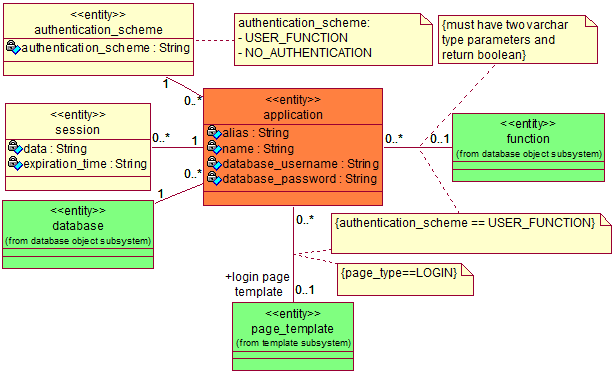 <<entity>>
authentication_scheme
authentication_scheme : String
authentication_scheme:
- USER_FUNCTION
- NO_AUTHENTICATION
{must have two varchar
type parameters and
return boolean}
1
0..*
<<entity>>
session
data : String
expiration_time : String
0..*
1
<<entity>>
application
alias : String
name : String
database_username : String
database_password : String
0..*
0..1
<<entity>>
function
(from database object subsystem)
0..*
1
<<entity>>
database
(from database object subsystem)
0..*
{authentication_scheme == USER_FUNCTION}
{page_type==LOGIN}
+login page
template
0..1
<<entity>>
page_template
(from template subsystem)